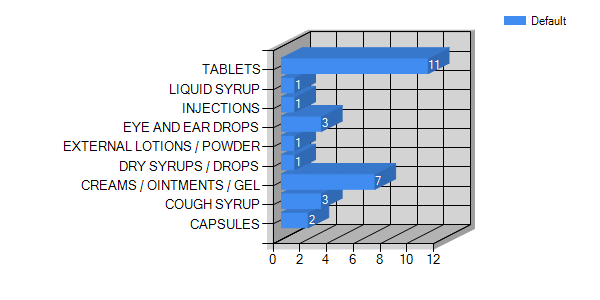 Default
TABLETS 11
LIQUID SYRUP 1
INJECTIONS 1
EYE AND EAR DROPS 3
EXTERNAL LOTIONS / POWDER 1
DRY SYRUPS / DROPS 1
CREAMS / OINTMENTS / GEL 7
COUGH SYRUP 3
CAPSULES 2
0 2 4 6 8 10 12